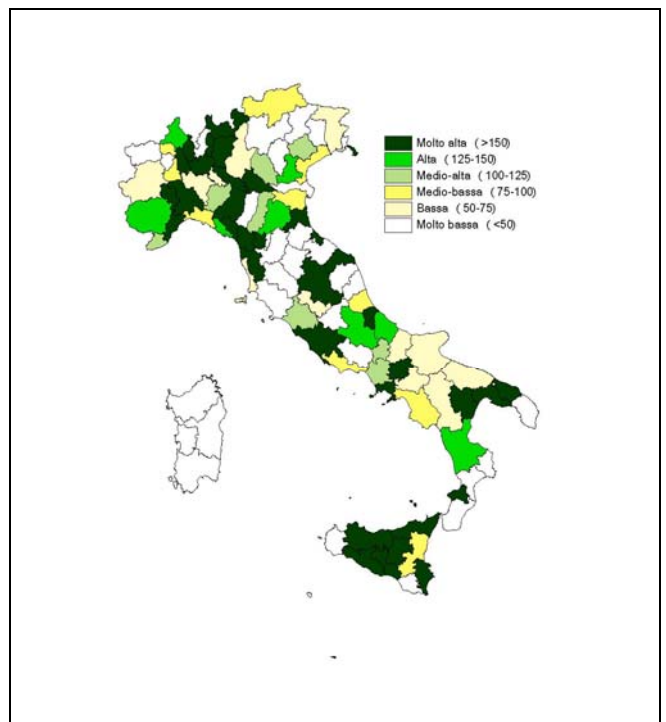 Molto alta (>150)
Alta (125-150)
Medio-alta (100-125)
Medio-bassa (75-100)
Bassa (50-75)
Molto bassa (<50)